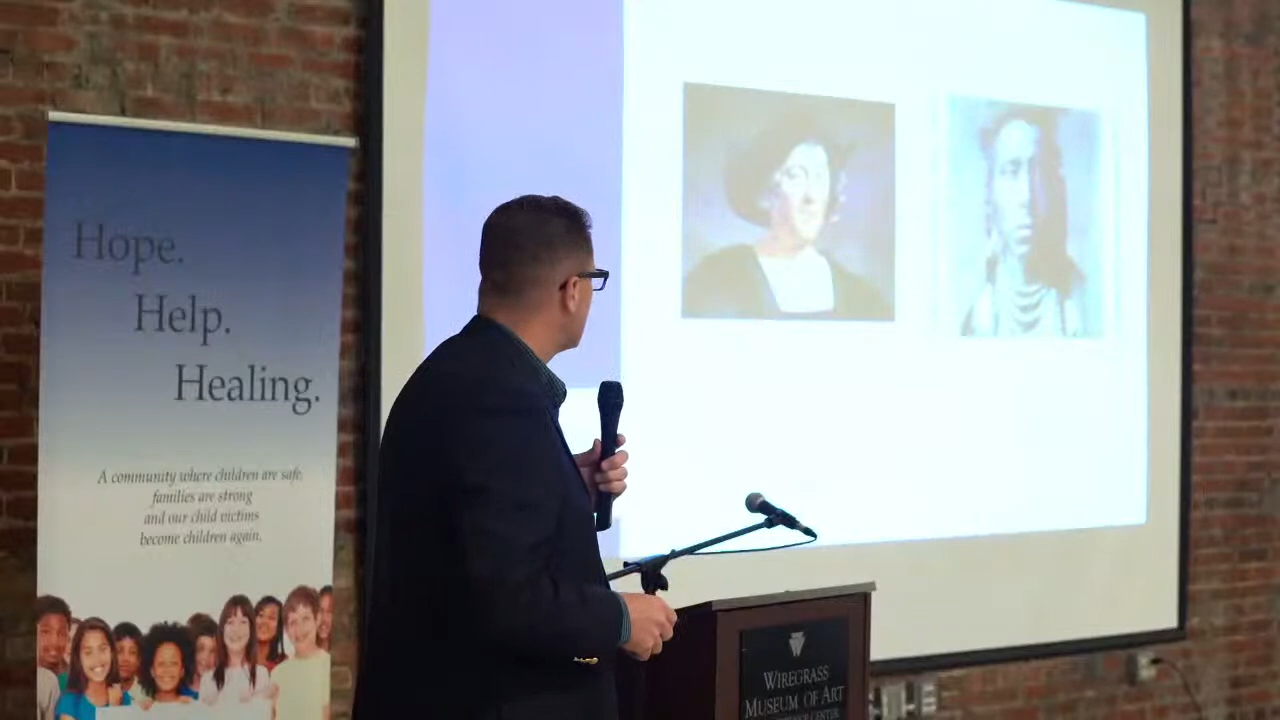 Hope.
Help.
Healing.
A community where children are safe,
families are strong
and our child victims
become children again.
WIREGRASS
MUSEUM OF ART
CENTER